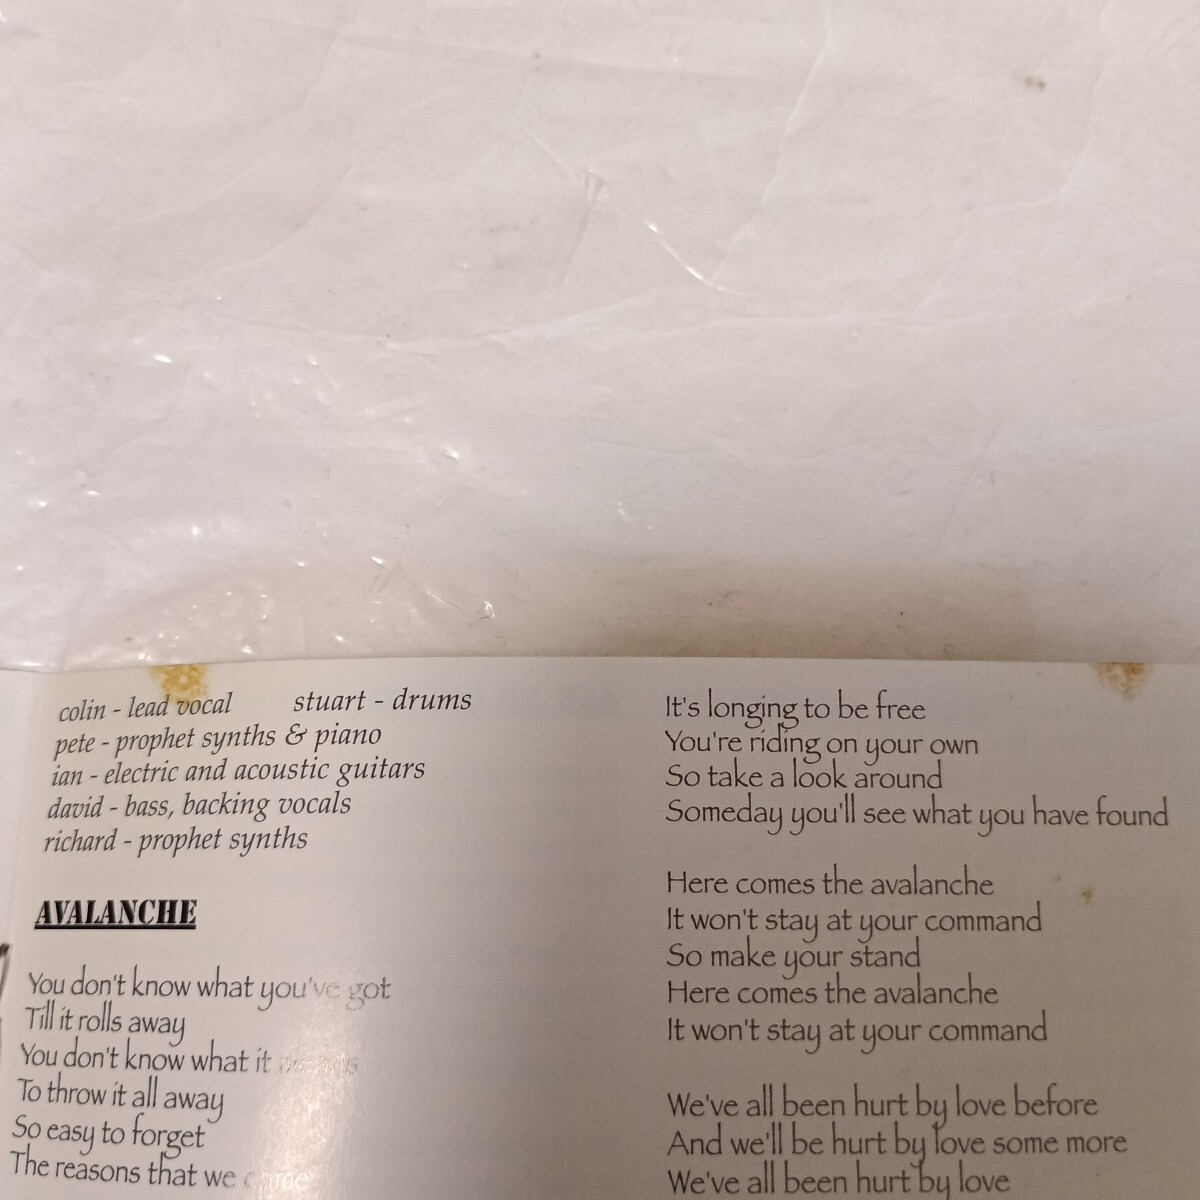 colin - lead vocal stuart - drums
pete - prophet synths & piano
ian - electric and acoustic guitars
david - bass, backing vocals
richard - prophet synths
AVALANCHE
You don't know what you've got
Till it rolls away
You don't know what it means
To throw it all away
So easy to forget
The reasons that we came
It's longing to be free
You're riding on your own
So take a look around
Someday you'll see what you have found
Here comes the avalanche
It won't stay at your command
So make your stand
Here comes the avalanche
It won't stay at your command
We've all been hurt by love before
And we'll be hurt by love some more
We've all been hurt by love